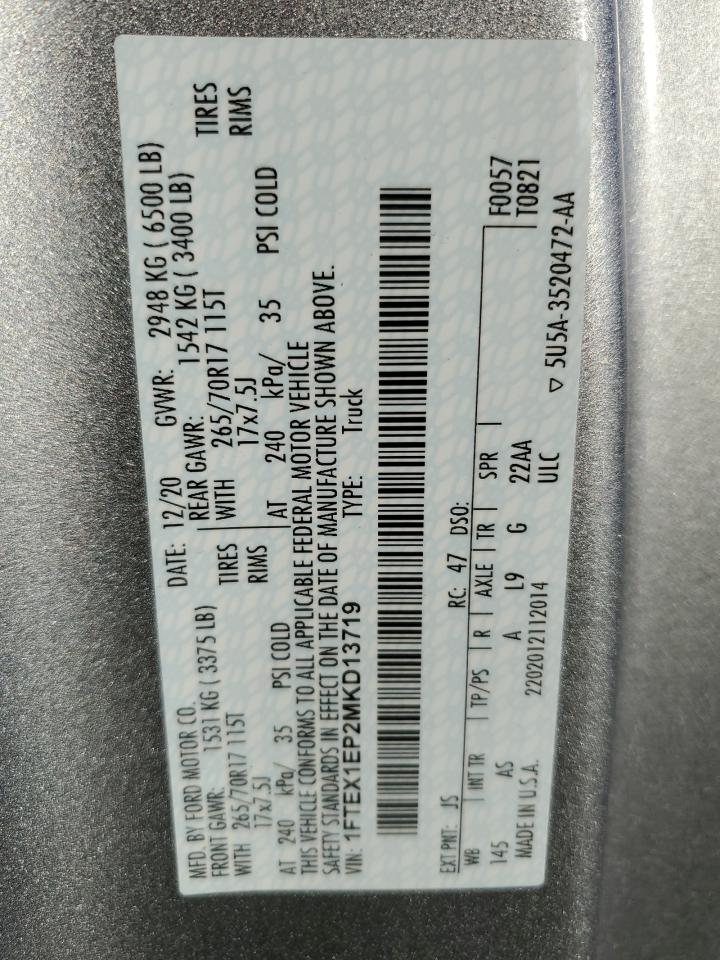 MFD. BY FORD MOTOR CO. DATE: 12/20 GVWR: 2948 KG ( 6500 LB)
FRONT GAWR: 1531 KG ( 3375 LB) REAR GAWR: 1542 KG ( 3400 LB)
WITH 265/70R17 115T TIRES WITH 265/70R17 115T TIRES
17x7.5J RIMS 17x7.5J RIMS
AT 240 kPa/ 35 PSI COLD AT 240 kPa/ 35 PSI COLD
THIS VEHICLE CONFORMS TO ALL APPLICABLE FEDERAL MOTOR VEHICLE
SAFETY STANDARDS IN EFFECT ON THE DATE OF MANUFACTURE SHOWN ABOVE.
VIN: 1FTEX1EP2MKD13719 TYPE: Truck
EXT PNT: JS RC: 47 DSO:
WB INT TR TP/PS R AXLE TR SPR F0057
145 AS A L9 G 22AA T0821
MADE IN U.S.A. 2202012112014 ULC ▽ 5U5A-3520472-AA